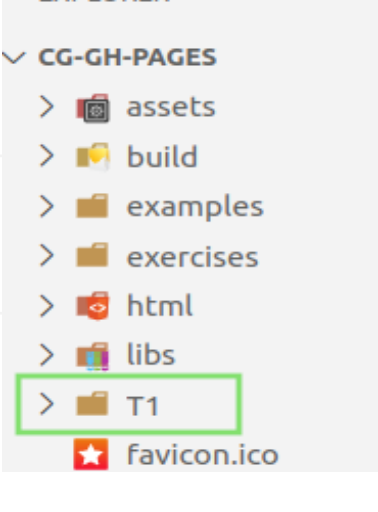 CG-GH-PAGES
assets
build
examples
exercises
html
libs
T1
favicon.ico